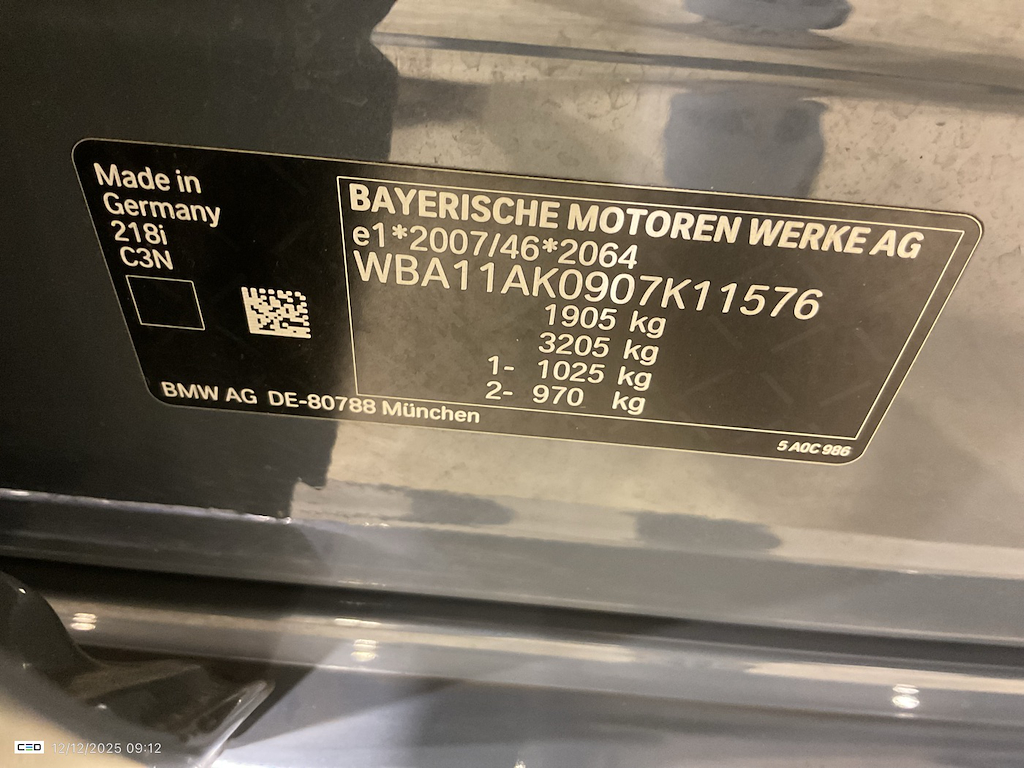 Made in
Germany
218i
C3N
BMW AG DE-80788 München
BAYERISCHE MOTOREN WERKE AG
e1*2007/46*2064
WBA11AK0907K11576
1905 kg
3205 kg
1- 1025 kg
2- 970 kg
5 A0C 986
CEO 12/12/2025 09:12